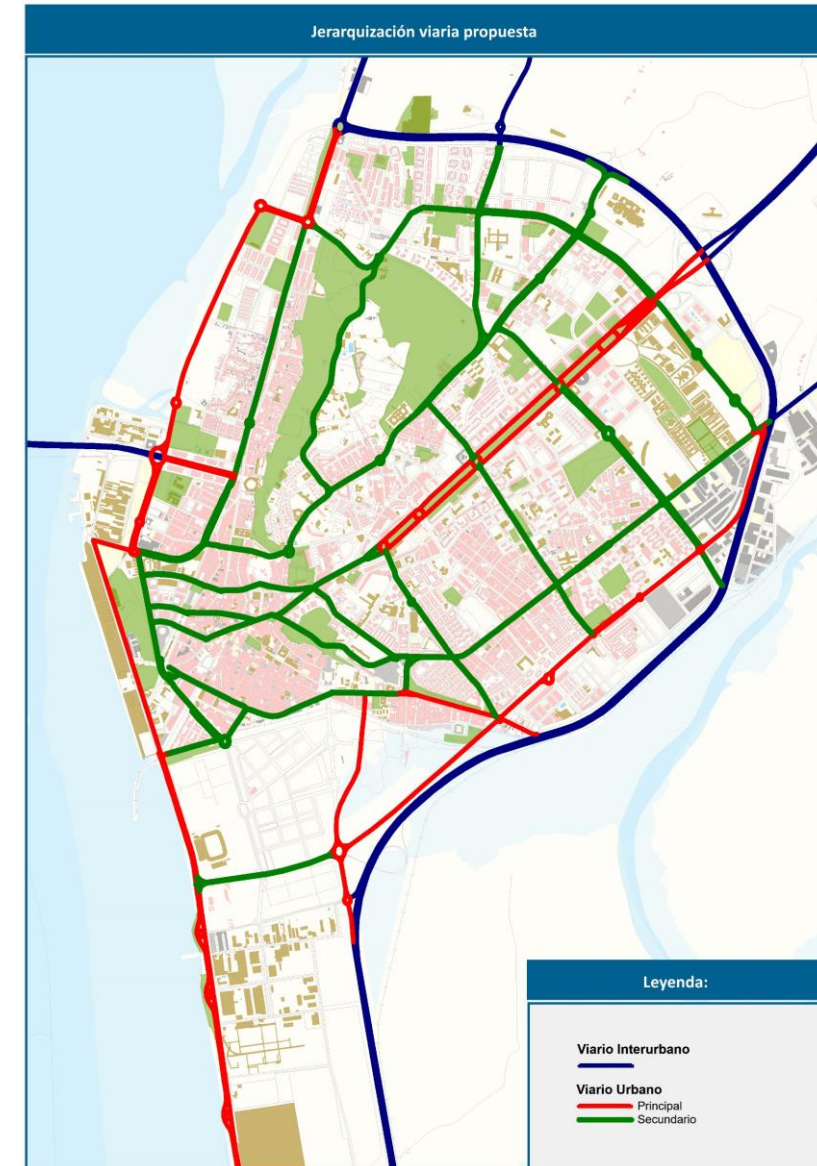 Jerarquización viaria propuesta
Leyenda:
Viario Interurbano
Viario Urbano
Principal
Secundario